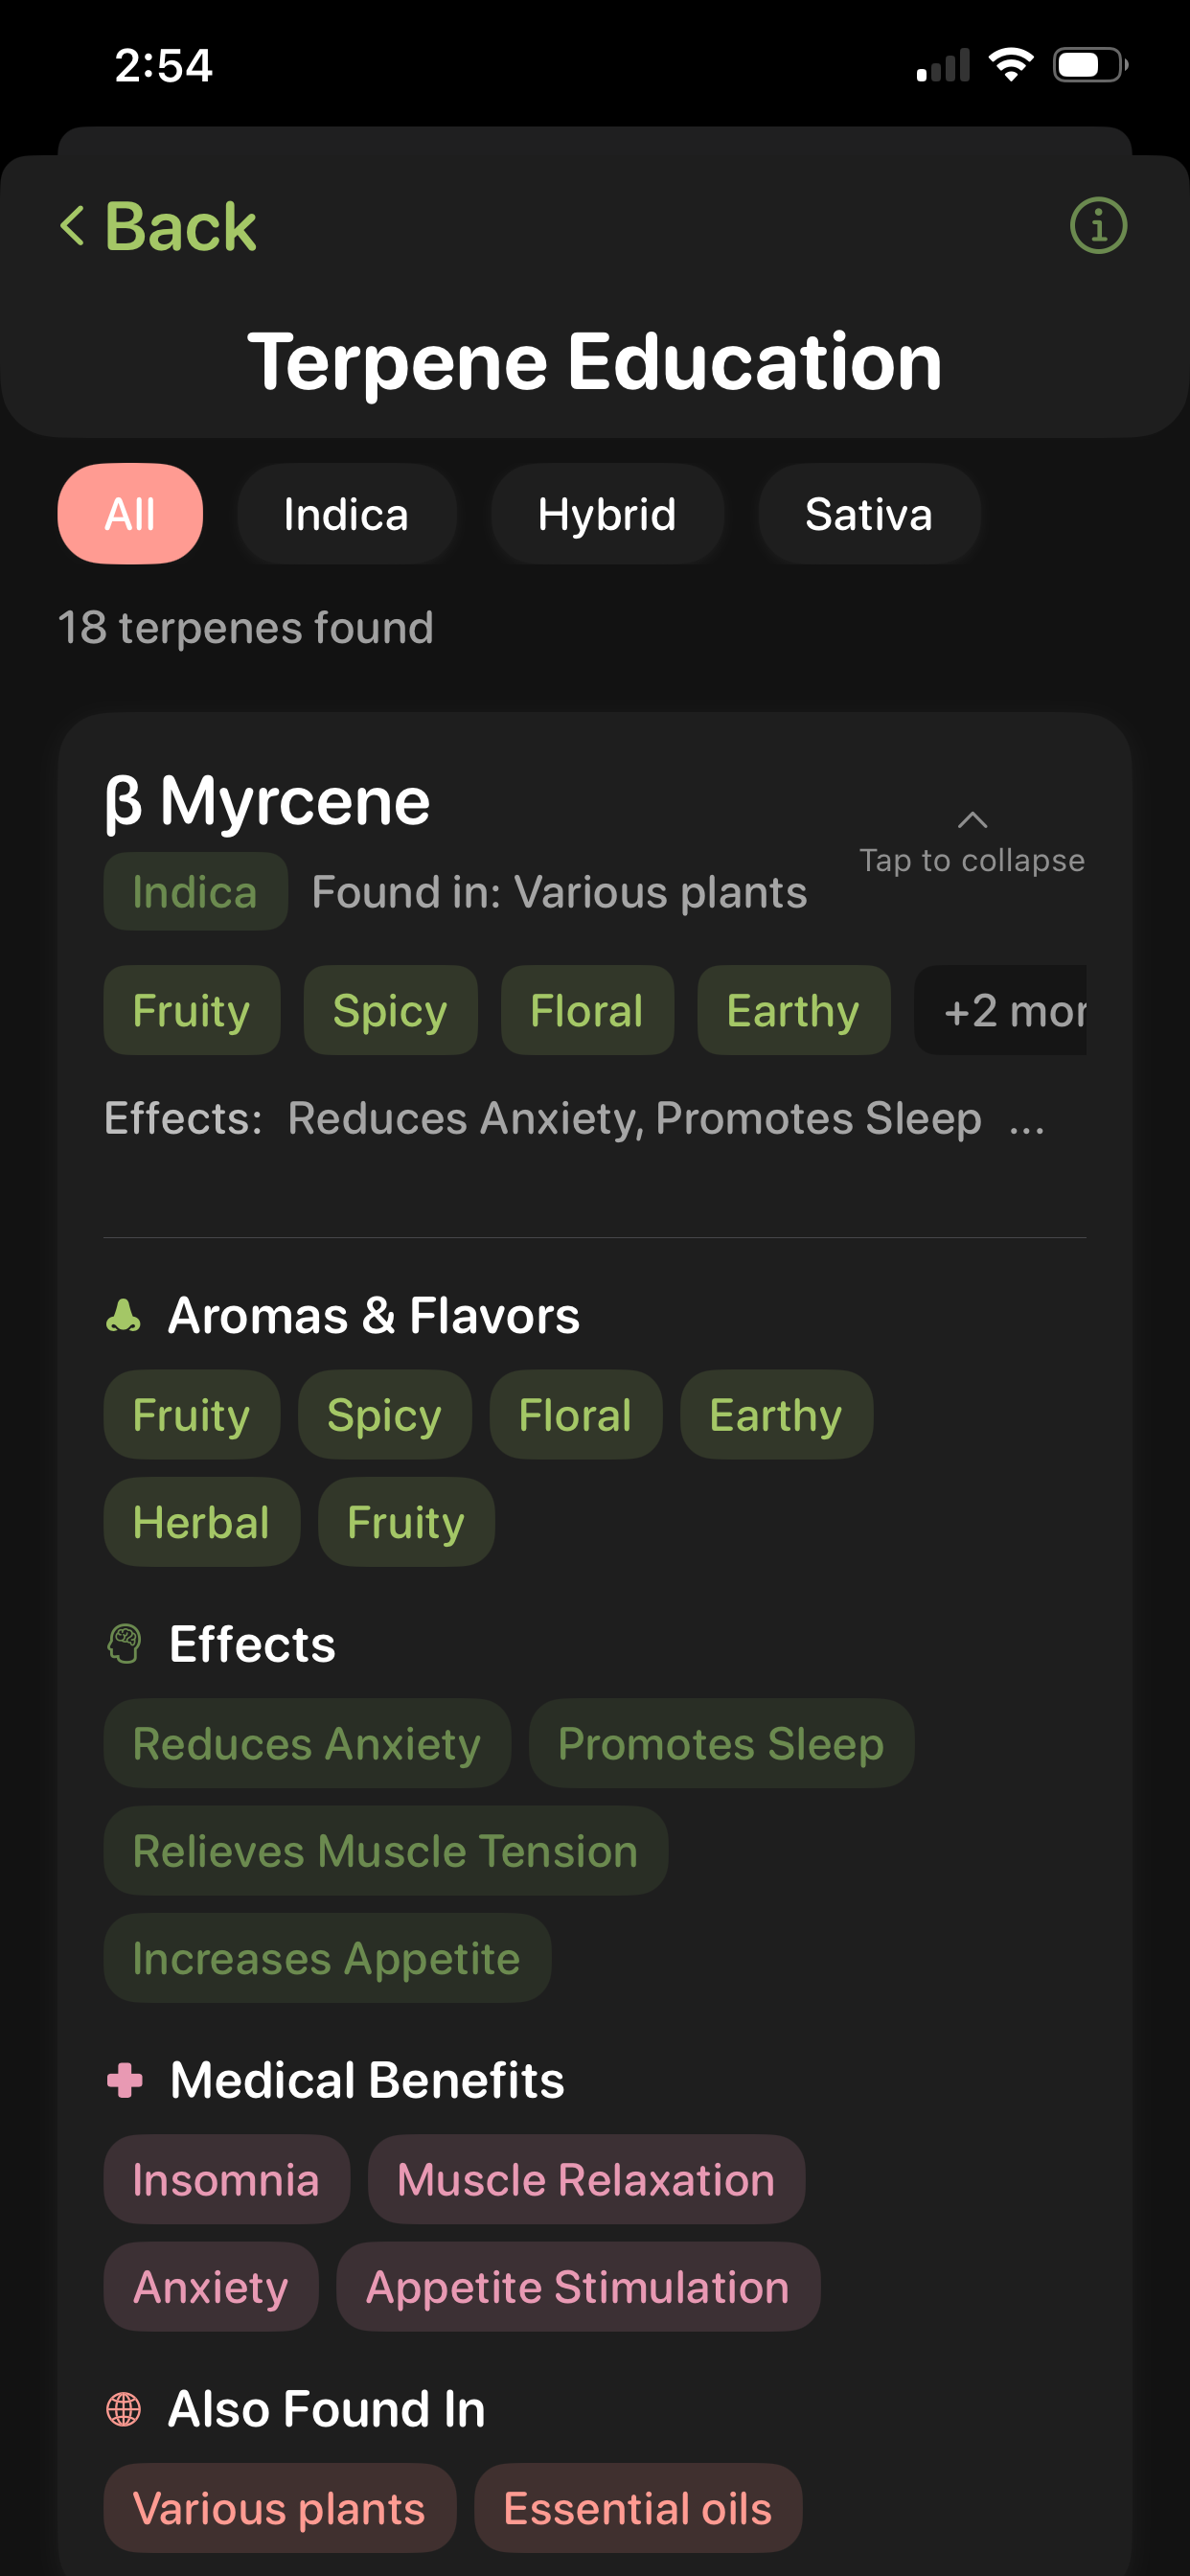 2:54
Back
Terpene Education
All Indica Hybrid Sativa
18 terpenes found
β Myrcene
Tap to collapse
Indica Found in: Various plants
Fruity Spicy Floral Earthy +2 mor
Effects: Reduces Anxiety, Promotes Sleep ...
Aromas & Flavors
Fruity Spicy Floral Earthy
Herbal Fruity
Effects
Reduces Anxiety Promotes Sleep
Relieves Muscle Tension
Increases Appetite
Medical Benefits
Insomnia Muscle Relaxation
Anxiety Appetite Stimulation
Also Found In
Various plants Essential oils